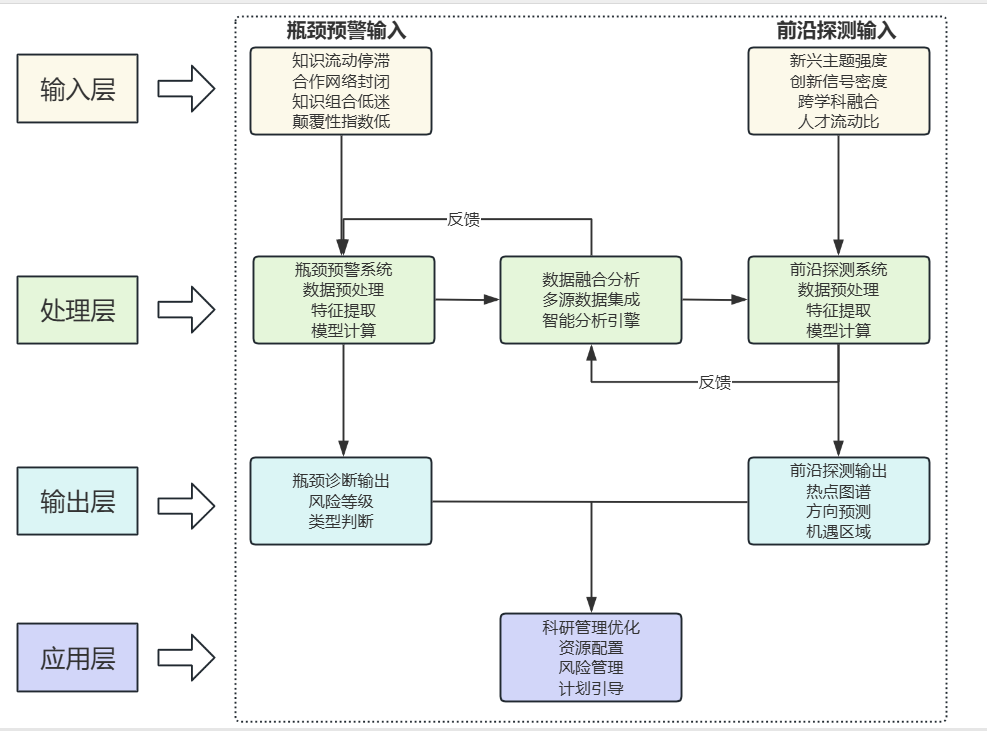 瓶颈预警输入
前沿探测输入
输入层
知识流动停滞
合作网络封闭
知识组合低迷
颠覆性指数低
新兴主题强度
创新信号密度
跨学科融合
人才流动比
反馈
处理层
瓶颈预警系统
数据预处理
特征提取
模型计算
数据融合分析
多源数据集成
智能分析引擎
前沿探测系统
数据预处理
特征提取
模型计算
反馈
输出层
瓶颈诊断输出
风险等级
类型判断
前沿探测输出
热点图谱
方向预测
机遇区域
应用层
科研管理优化
资源配置
风险管理
计划引导